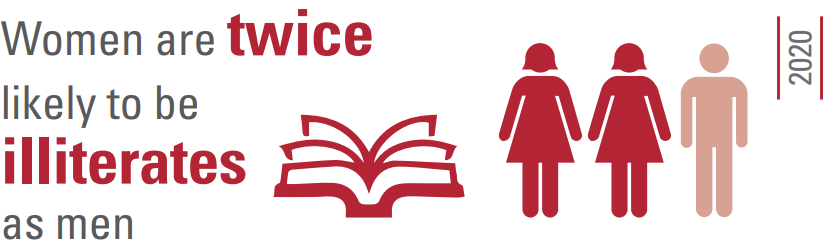 Women are twice
likely to be
illiterates
as men
2020